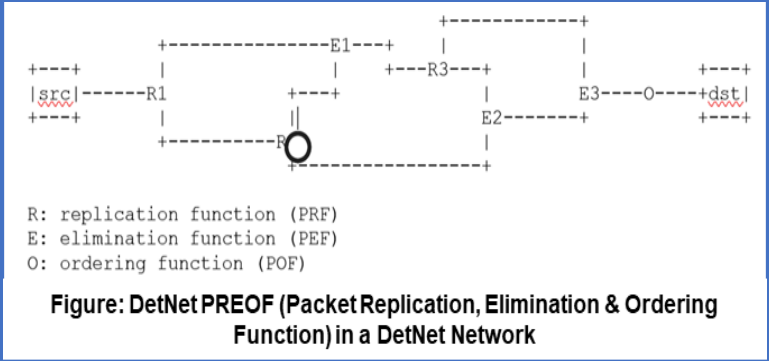 +------------+
            +---------------E1---+    |            |
+---+       |               |    +---R3---+        |          +---+
|src|------R1           +---+             |        E3----O----+dst|
+---+       |           ||                E2-------+          +---+
            +----------R                  |
                        +-----------------+
R: replication function (PRF)
E: elimination function (PEF)
O: ordering function (POF)
Figure: DetNet PREOF (Packet Replication, Elimination & Ordering
Function) in a DetNet Network